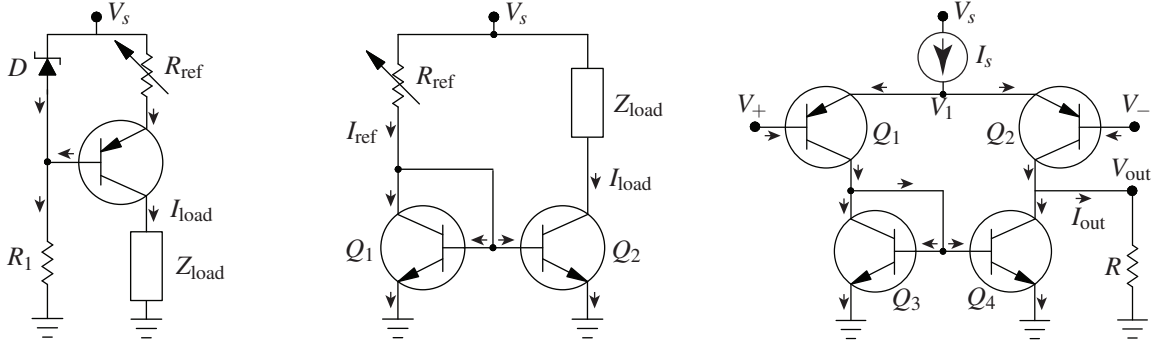 V_s
D
R_ref
I_load
R_1
Z_load
V_s
R_ref
Z_load
I_ref
I_load
Q_1
Q_2
V_s
I_s
V_+
V_1
V_−
Q_1
Q_2
V_out
I_out
Q_3
Q_4
R